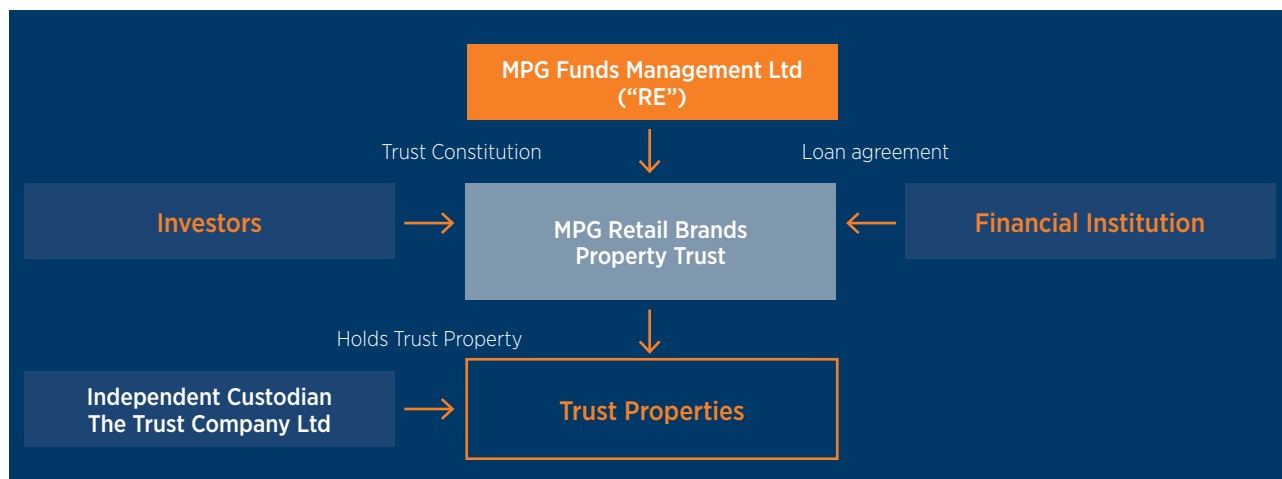 MPG Funds Management Ltd
(“RE”)
Trust Constitution
Loan agreement
Investors
MPG Retail Brands
Property Trust
Financial Institution
Holds Trust Property
Independent Custodian
The Trust Company Ltd
Trust Properties